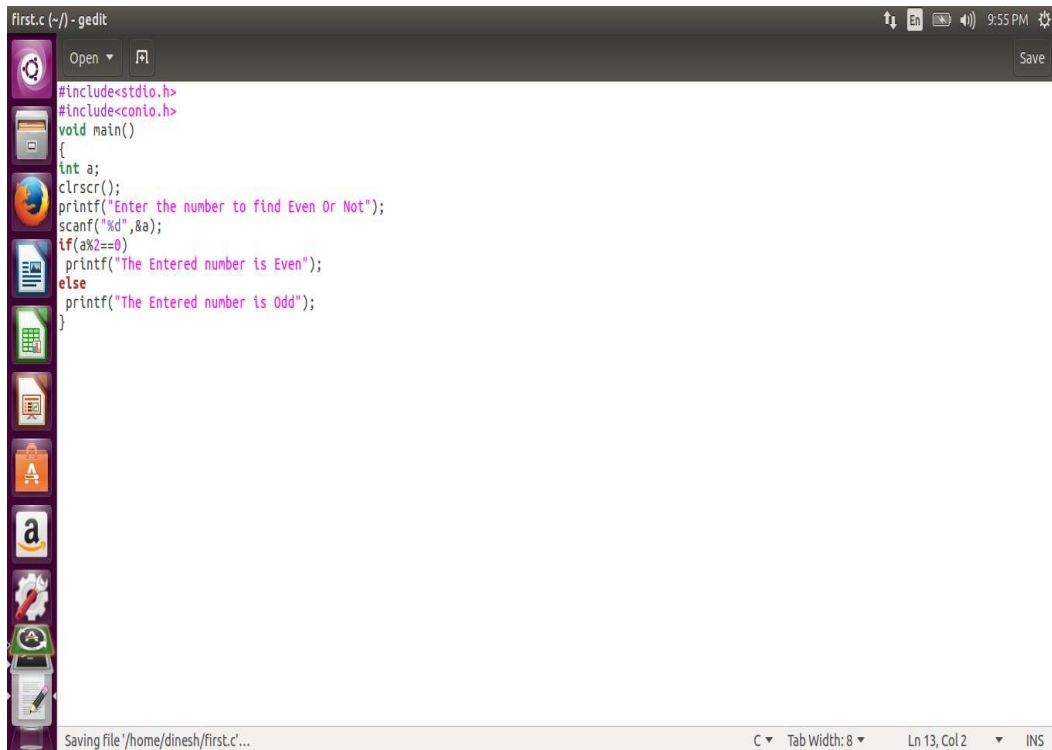 first.c (~/) - gedit
En
9:55 PM
Open
Save
#include<stdio.h>
#include<conio.h>
void main()
{
int a;
clrscr();
printf("Enter the number to find Even Or Not");
scanf("%d",&a);
if(a%2==0)
 printf("The Entered number is Even");
else
 printf("The Entered number is Odd");
}
Saving file '/home/dinesh/first.c'...
C
Tab Width: 8
Ln 13, Col 2
INS